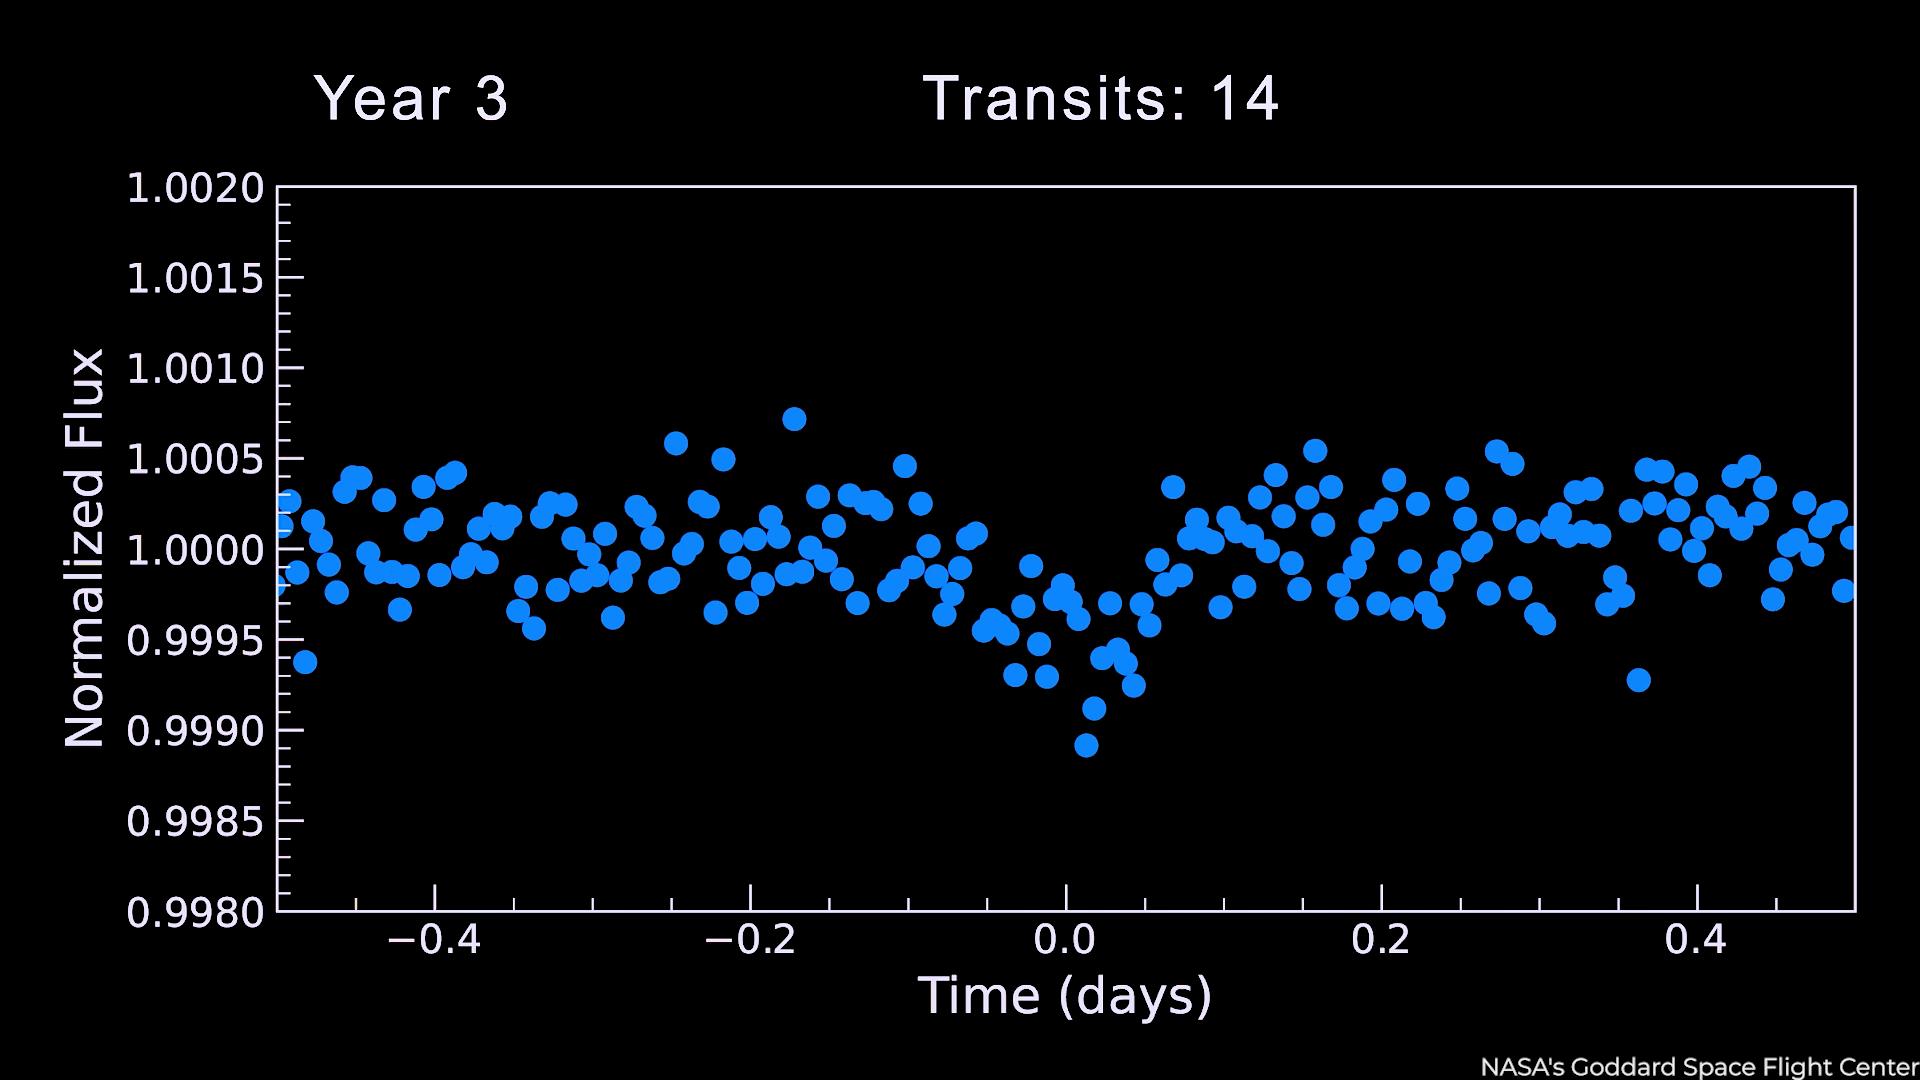 Year 3
Transits: 14
1.0020
1.0015
1.0010
1.0005
1.0000
0.9995
0.9990
0.9985
0.9980
Normalized Flux
−0.4
−0.2
0.0
0.2
0.4
Time (days)
NASA's Goddard Space Flight Center